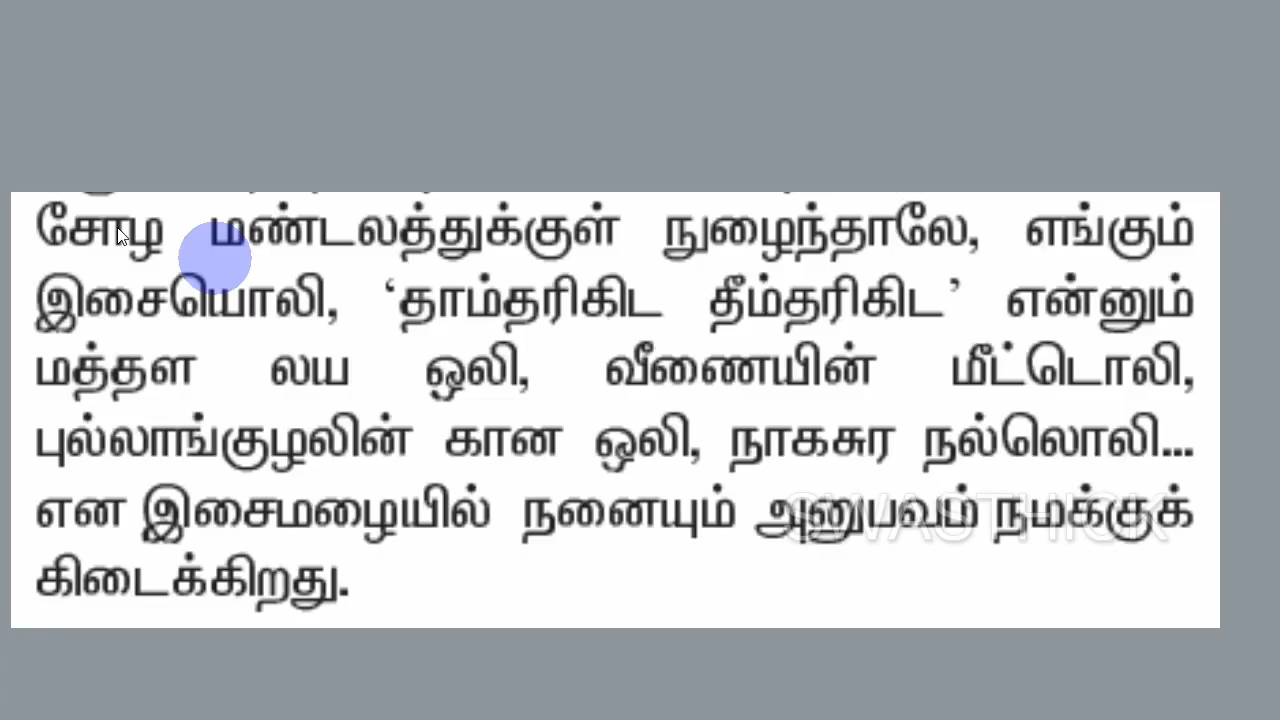 சோழ மண்டலத்துக்குள் நுழைந்தாலே, எங்கும்
இசையொலி, ‘தாம்தரிகிட தீம்தரிகிட’ என்னும்
மத்தள லய ஒலி, வீணையின் மீட்டொலி,
புல்லாங்குழலின் கான ஒலி, நாகசுர நல்லொலி...
என இசைமழையில் நனையும் அனுபவம் நமக்குக்
கிடைக்கிறது.
SWASTHICK